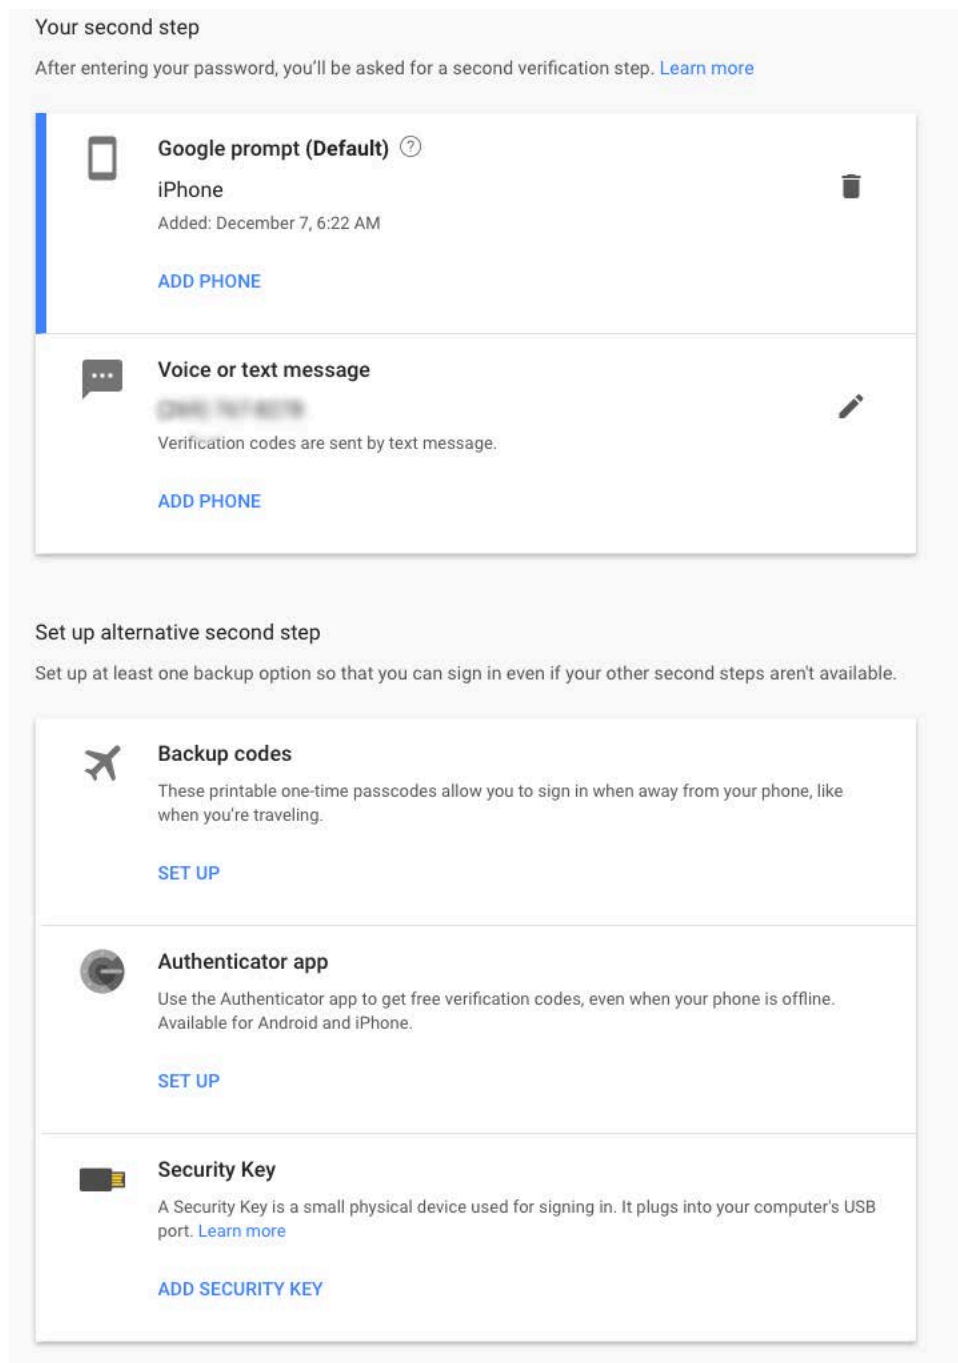 Your second step
After entering your password, you'll be asked for a second verification step. Learn more
Google prompt (Default) ?
iPhone
Added: December 7, 6:22 AM
ADD PHONE
Voice or text message
Verification codes are sent by text message.
ADD PHONE
Set up alternative second step
Set up at least one backup option so that you can sign in even if your other second steps aren't available.
Backup codes
These printable one-time passcodes allow you to sign in when away from your phone, like
when you're traveling.
SET UP
Authenticator app
Use the Authenticator app to get free verification codes, even when your phone is offline.
Available for Android and iPhone.
SET UP
Security Key
A Security Key is a small physical device used for signing in. It plugs into your computer's USB
port. Learn more
ADD SECURITY KEY